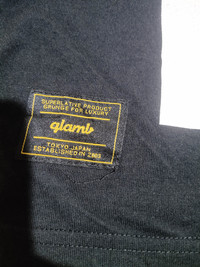 SUPERLATIVE PRODUCT
GRUNGE FOR LUXURY
glamb
TOKYO JAPAN
ESTABLISHED IN 2003